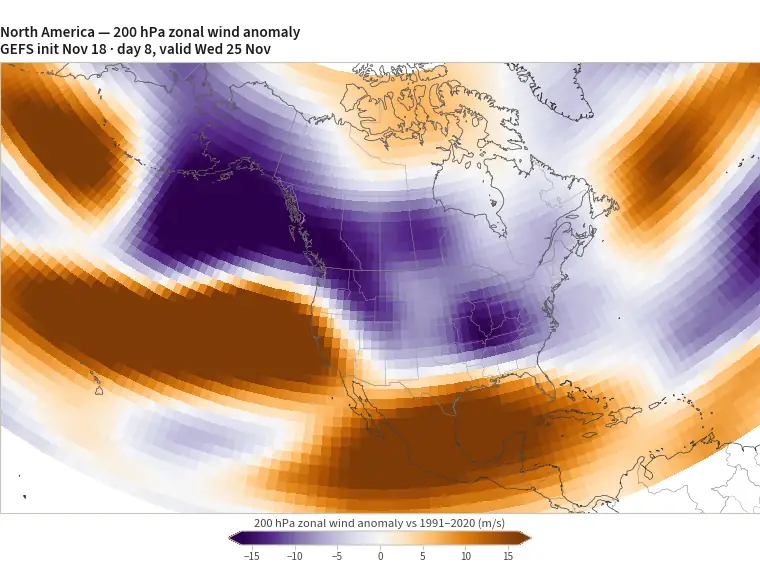 North America — 200 hPa zonal wind anomaly
GEFS init Nov 18 · day 8, valid Wed 25 Nov
200 hPa zonal wind anomaly vs 1991–2020 (m/s)
−15 −10 −5 0 5 10 15